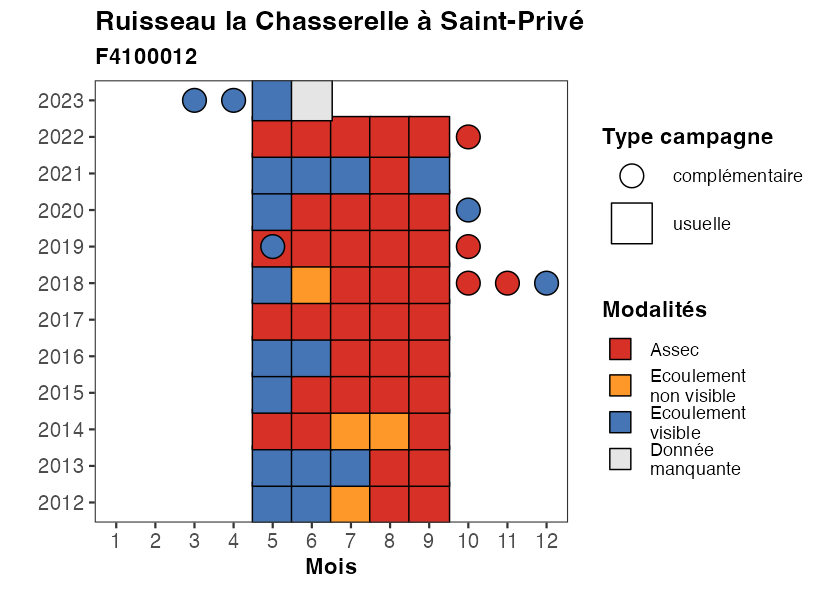 Ruisseau la Chasserelle à Saint-Privé
F4100012
2023
2022
2021
2020
2019
2018
2017
2016
2015
2014
2013
2012
1 2 3 4 5 6 7 8 9 10 11 12
Mois
Type campagne
complémentaire
usuelle
Modalités
Assec
Ecoulement
non visible
Ecoulement
visible
Donnée
manquante